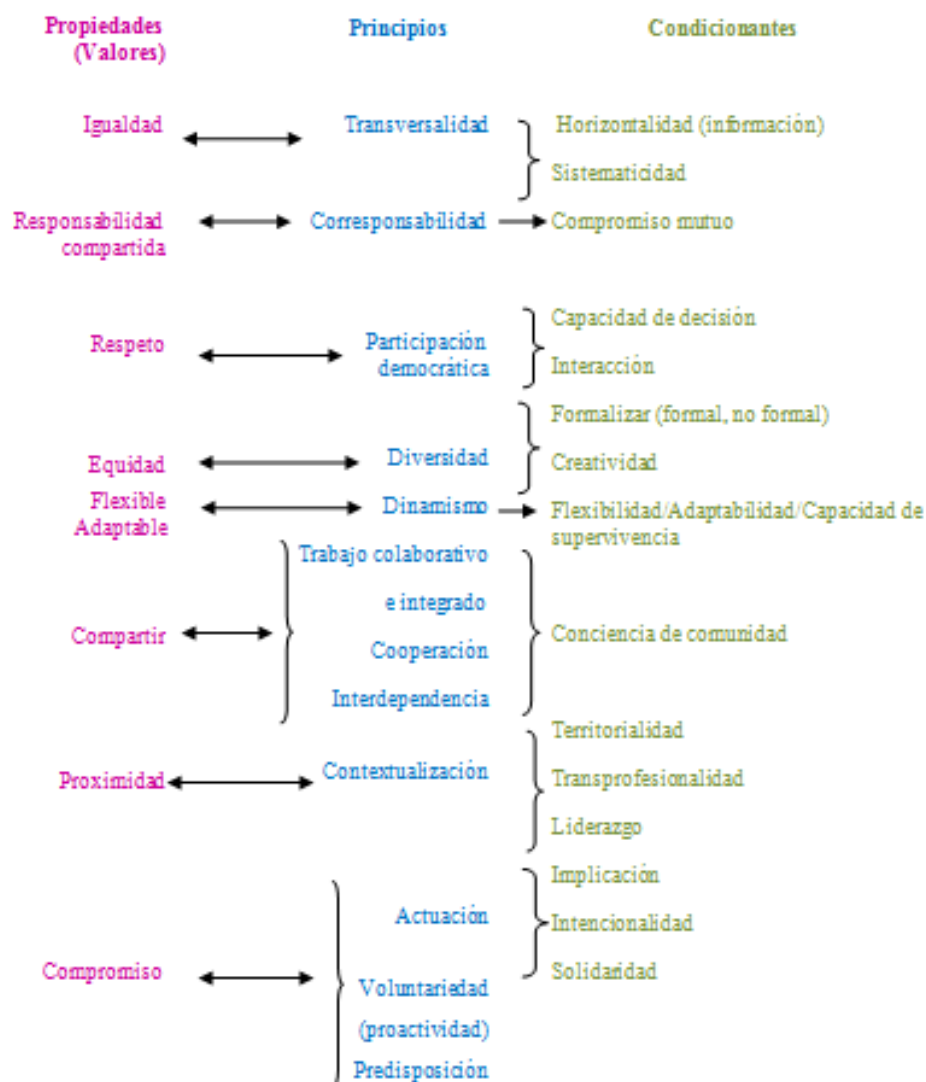 Propiedades
(Valores)
Principios
Condicionantes
Igualdad
Transversalidad
Horizontalidad (información)
Sistematicidad
Responsabilidad
compartida
Corresponsabilidad
Compromiso mutuo
Respeto
Participación
democrática
Capacidad de decisión
Interacción
Equidad
Diversidad
Formalizar (formal, no formal)
Creatividad
Flexible
Adaptable
Dinamismo
Flexibilidad/Adaptabilidad/Capacidad de
supervivencia
Compartir
Trabajo colaborativo
e integrado
Cooperación
Interdependencia
Conciencia de comunidad
Proximidad
Contextualización
Territorialidad
Transprofesionalidad
Liderazgo
Compromiso
Actuación
Voluntariedad
(proactividad)
Predisposición
Implicación
Intencionalidad
Solidaridad